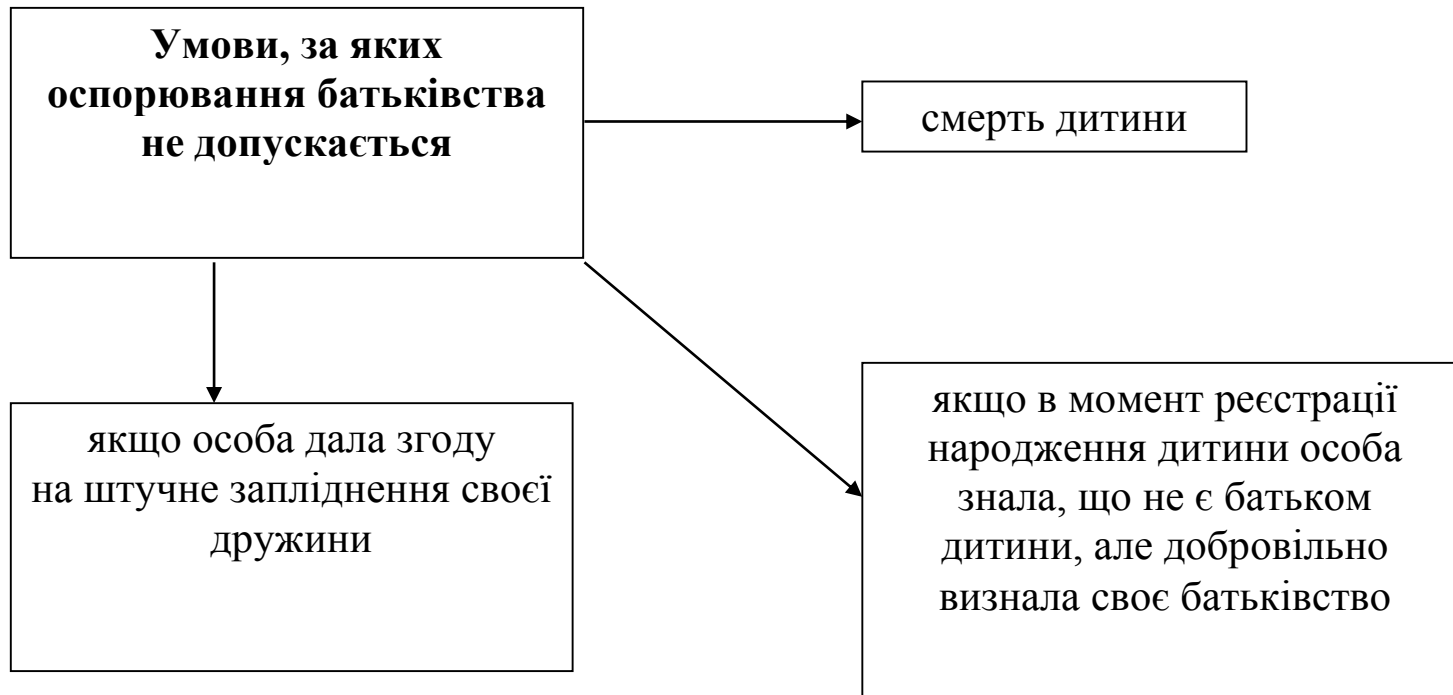 Умови, за яких
оспорювання батьківства
не допускається
смерть дитини
якщо особа дала згоду
на штучне запліднення своєї
дружини
якщо в момент реєстрації
народження дитини особа
знала, що не є батьком
дитини, але добровільно
визнала своє батьківство